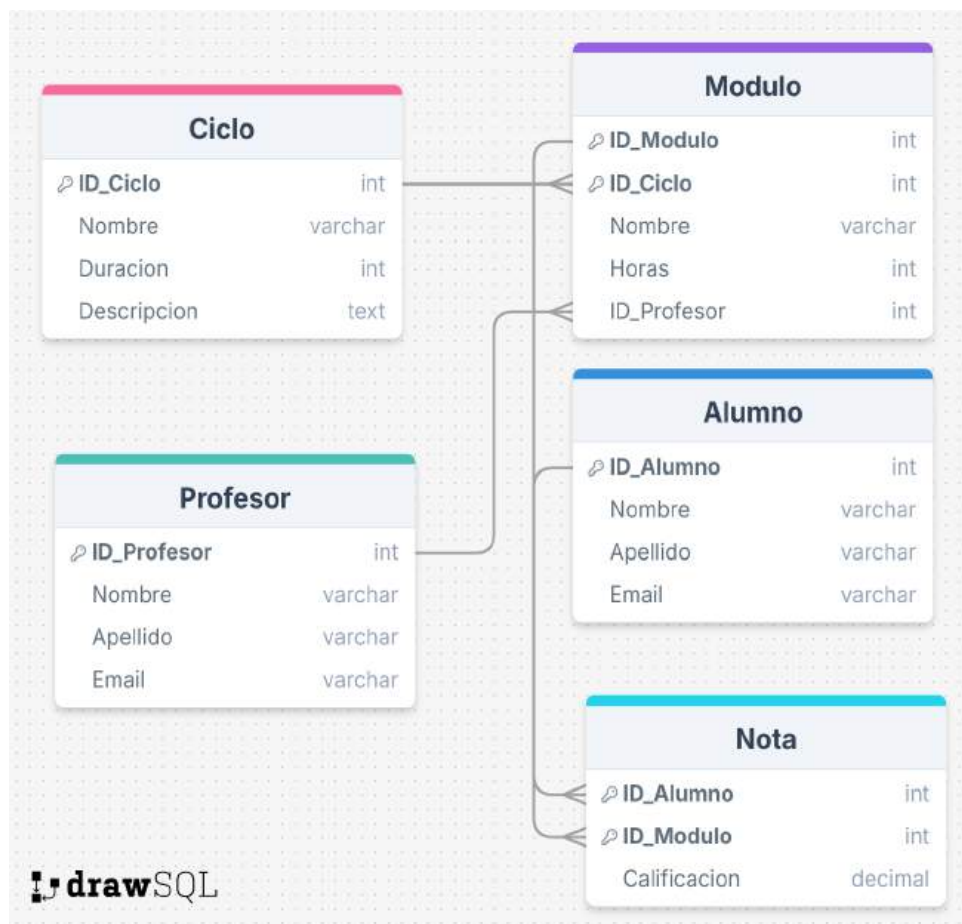 Ciclo
ID_Ciclo int
Nombre varchar
Duracion int
Descripcion text
Modulo
ID_Modulo int
ID_Ciclo int
Nombre varchar
Horas int
ID_Profesor int
Profesor
ID_Profesor int
Nombre varchar
Apellido varchar
Email varchar
Alumno
ID_Alumno int
Nombre varchar
Apellido varchar
Email varchar
Nota
ID_Alumno int
ID_Modulo int
Calificacion decimal
drawSQL